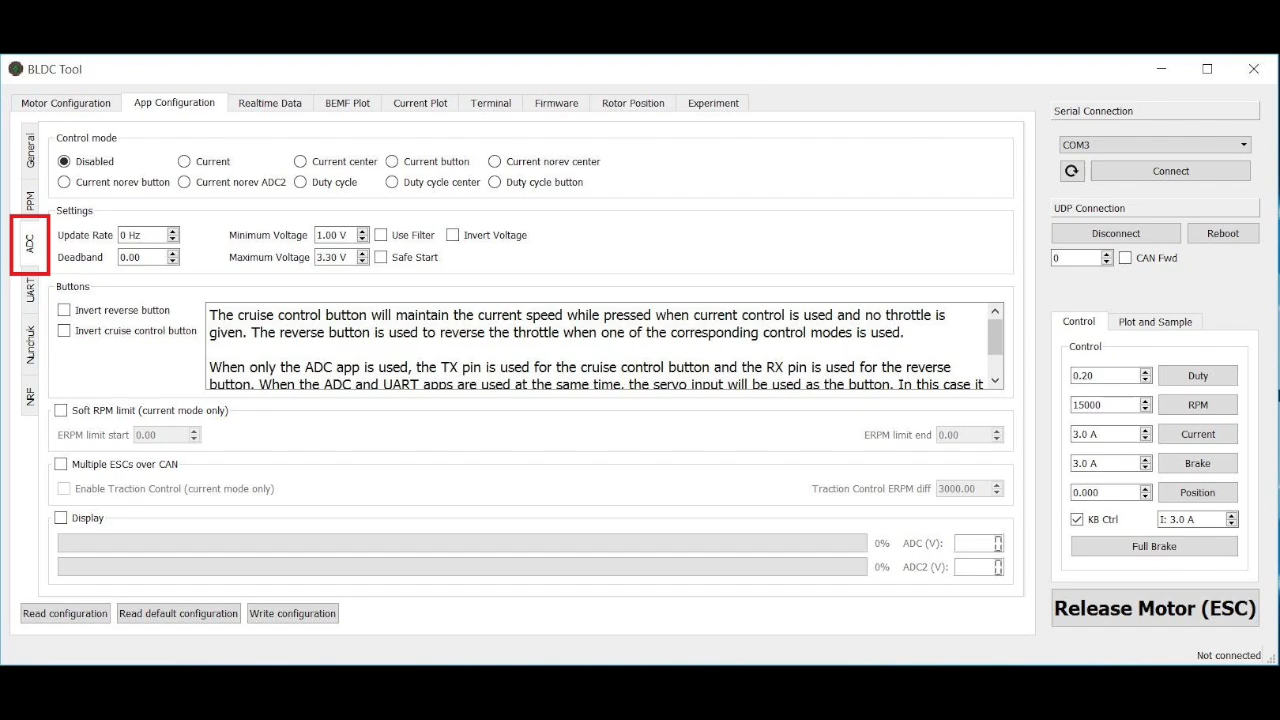 BLDC Tool
Motor Configuration App Configuration Realtime Data BEMF Plot Current Plot Terminal Firmware Rotor Position Experiment
General
PPM
ADC
UART
Nunchuk
NRF
Control mode
Disabled Current Current center Current button Current norev center
Current norev button Current norev ADC2 Duty cycle Duty cycle center Duty cycle button
Settings
Update Rate 0 Hz Minimum Voltage 1.00 V Use Filter Invert Voltage
Deadband 0.00 Maximum Voltage 3.30 V Safe Start
Buttons
Invert reverse button
Invert cruise control button
The cruise control button will maintain the current speed while pressed when current control is used and no throttle is
given. The reverse button is used to reverse the throttle when one of the corresponding control modes is used.
When only the ADC app is used, the TX pin is used for the cruise control button and the RX pin is used for the reverse
button. When the ADC and UART apps are used at the same time, the servo input will be used as the button. In this case it
Soft RPM limit (current mode only)
ERPM limit start 0.00 ERPM limit end 0.00
Multiple ESCs over CAN
Enable Traction Control (current mode only) Traction Control ERPM diff 3000.00
Display
0% ADC (V): 0
0% ADC2 (V): 0
Read configuration Read default configuration Write configuration
Serial Connection
COM3
Connect
UDP Connection
Disconnect Reboot
0 CAN Fwd
Control Plot and Sample
Control
0.20 Duty
15000 RPM
3.0 A Current
3.0 A Brake
0.000 Position
KB Ctrl I: 3.0 A
Full Brake
Release Motor (ESC)
Not connected